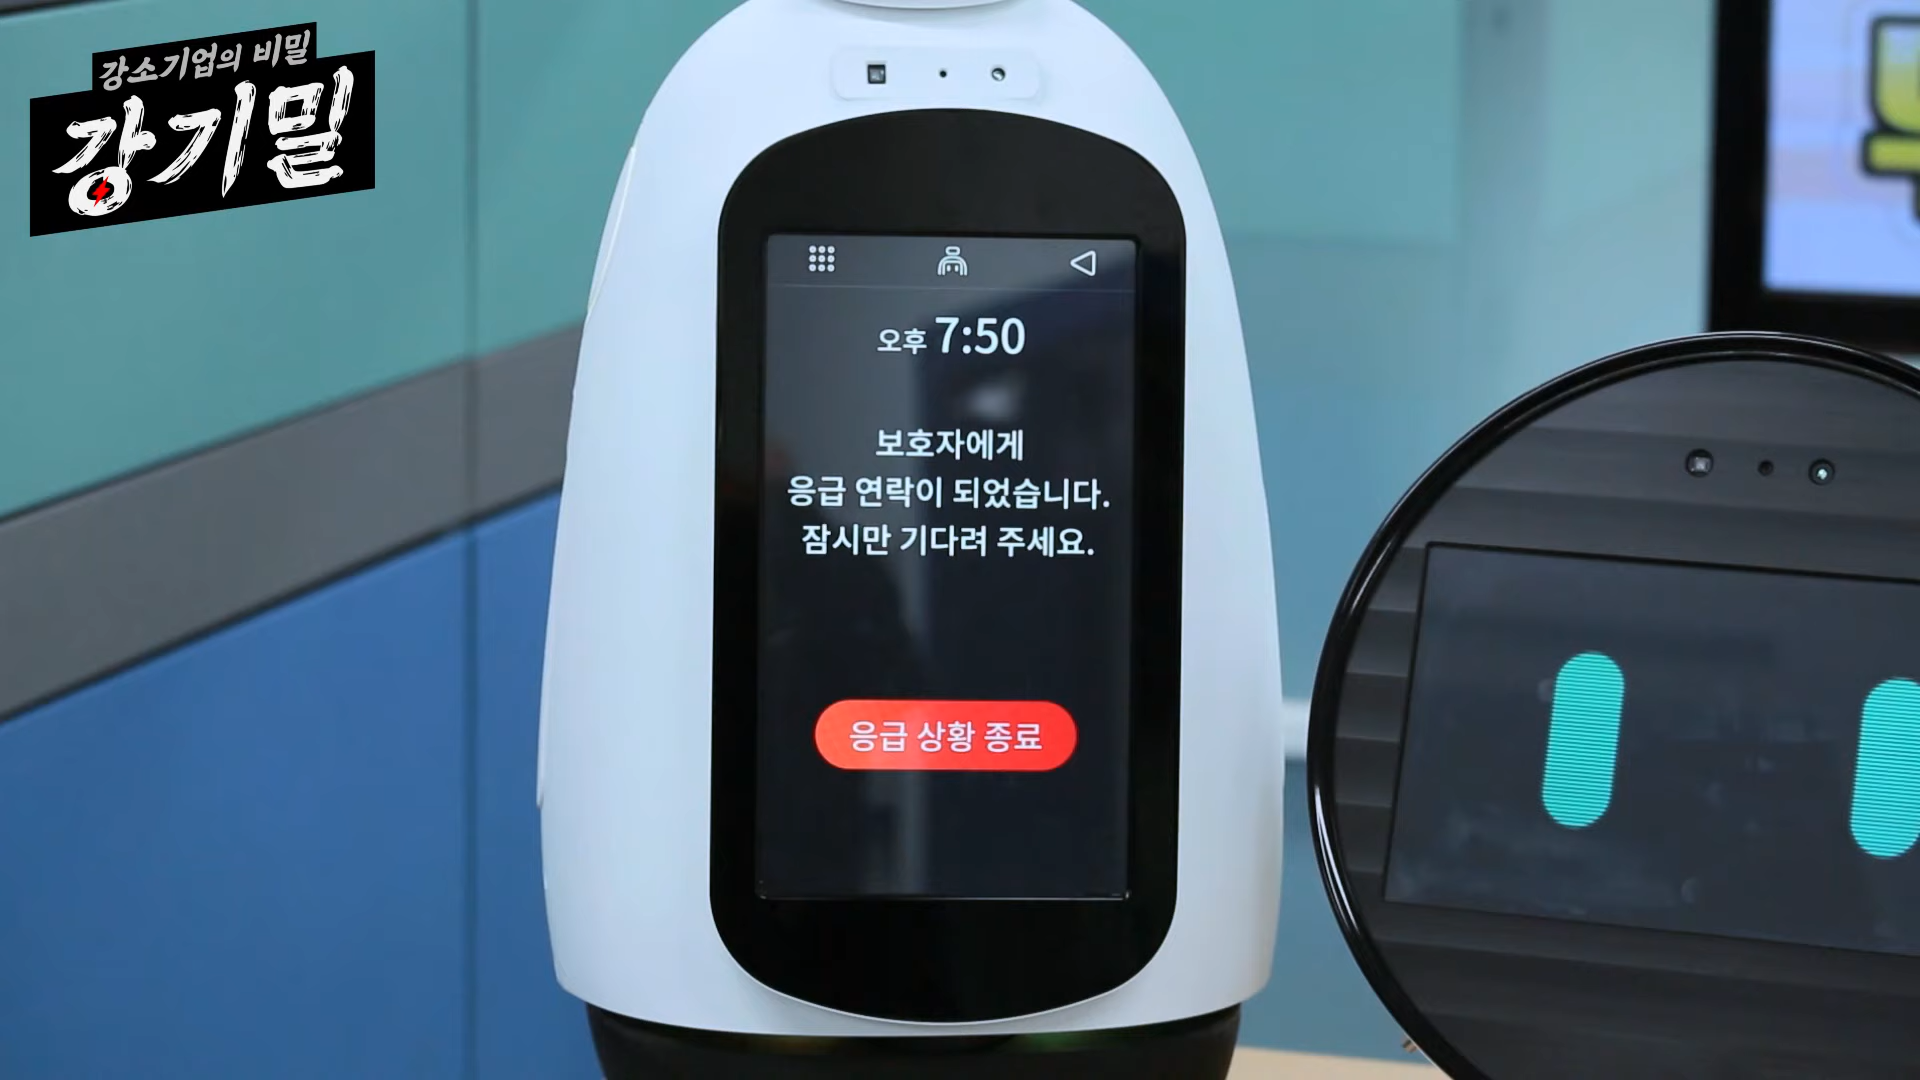 강소기업의 비밀
강기밀
오후 7:50
보호자에게
응급 연락이 되었습니다.
잠시만 기다려 주세요.
응급 상황 종료